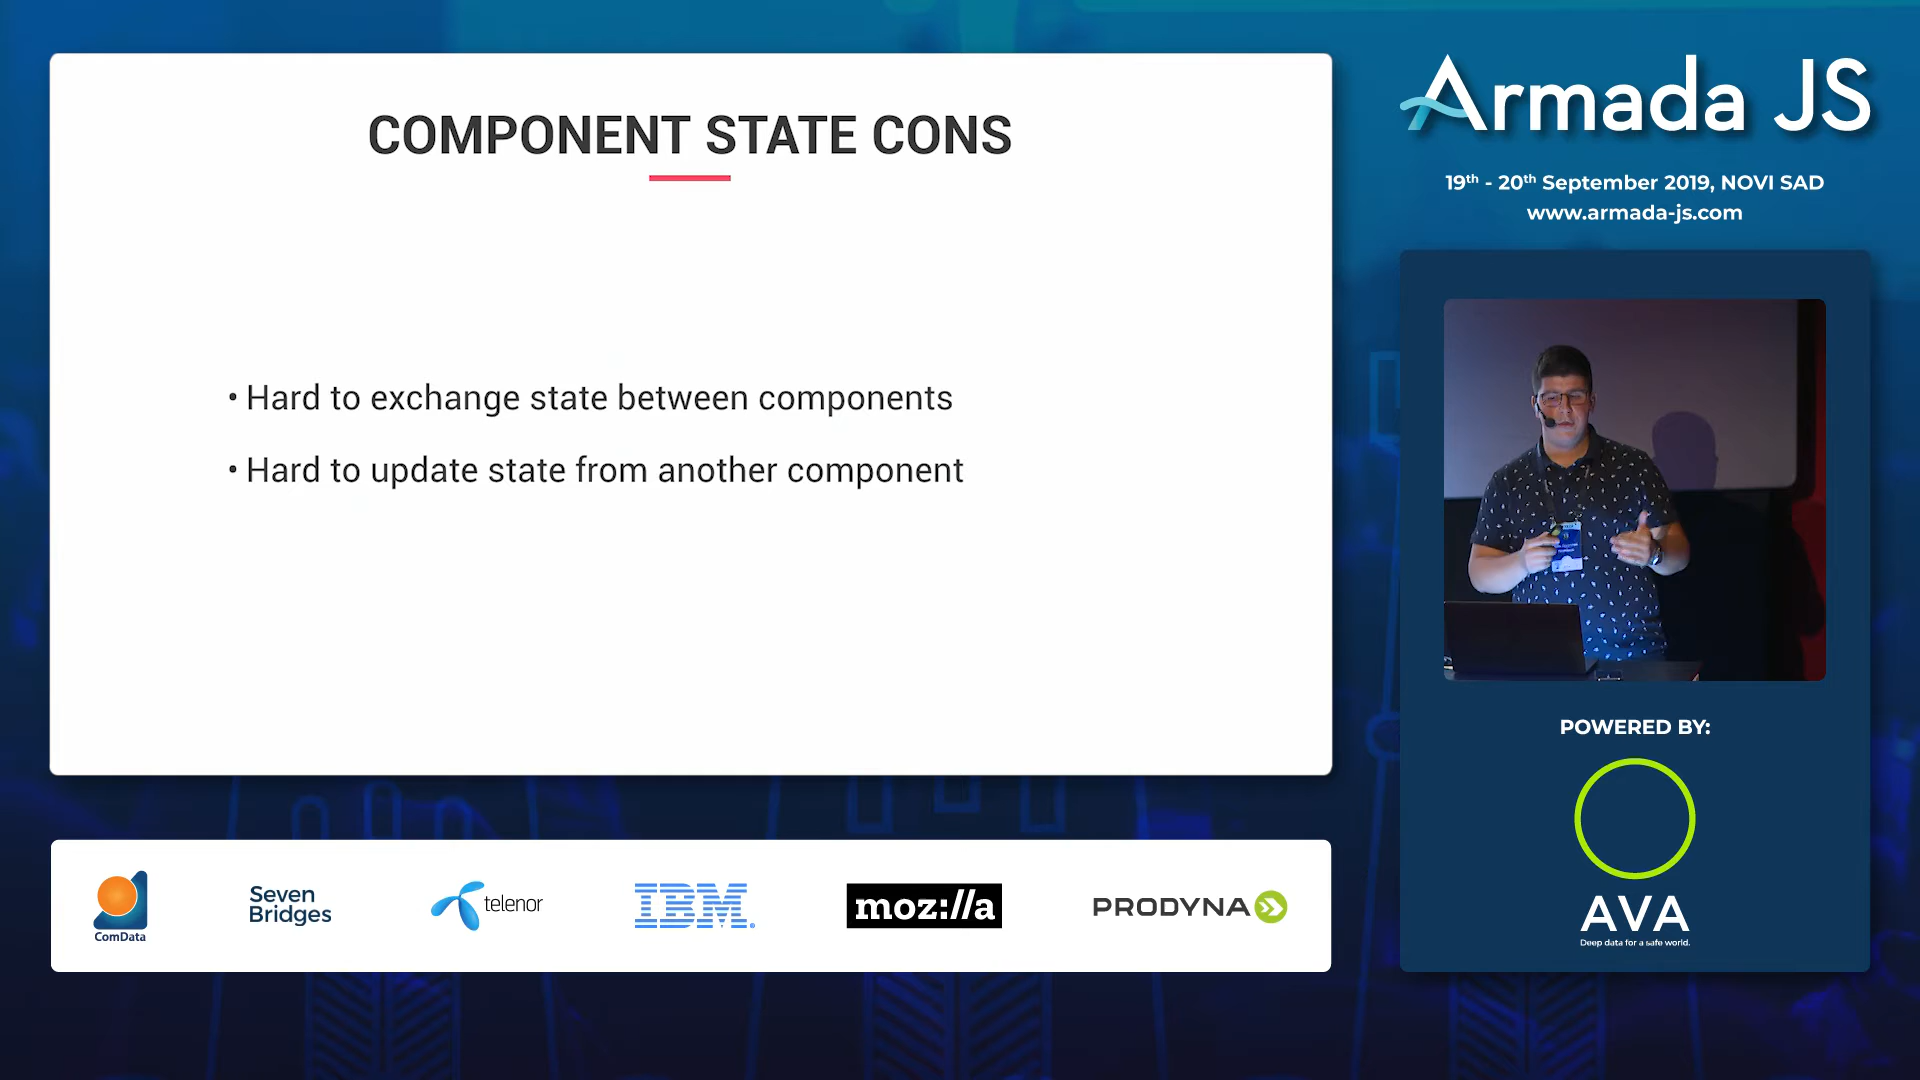 COMPONENT STATE CONS
• Hard to exchange state between components
• Hard to update state from another component
Armada JS
19th - 20th September 2019, NOVI SAD
www.armada-js.com
POWERED BY:
AVA
Deep data for a safe world.
ComData
Seven
Bridges
telenor
IBM®
moz://a
PRODYNA